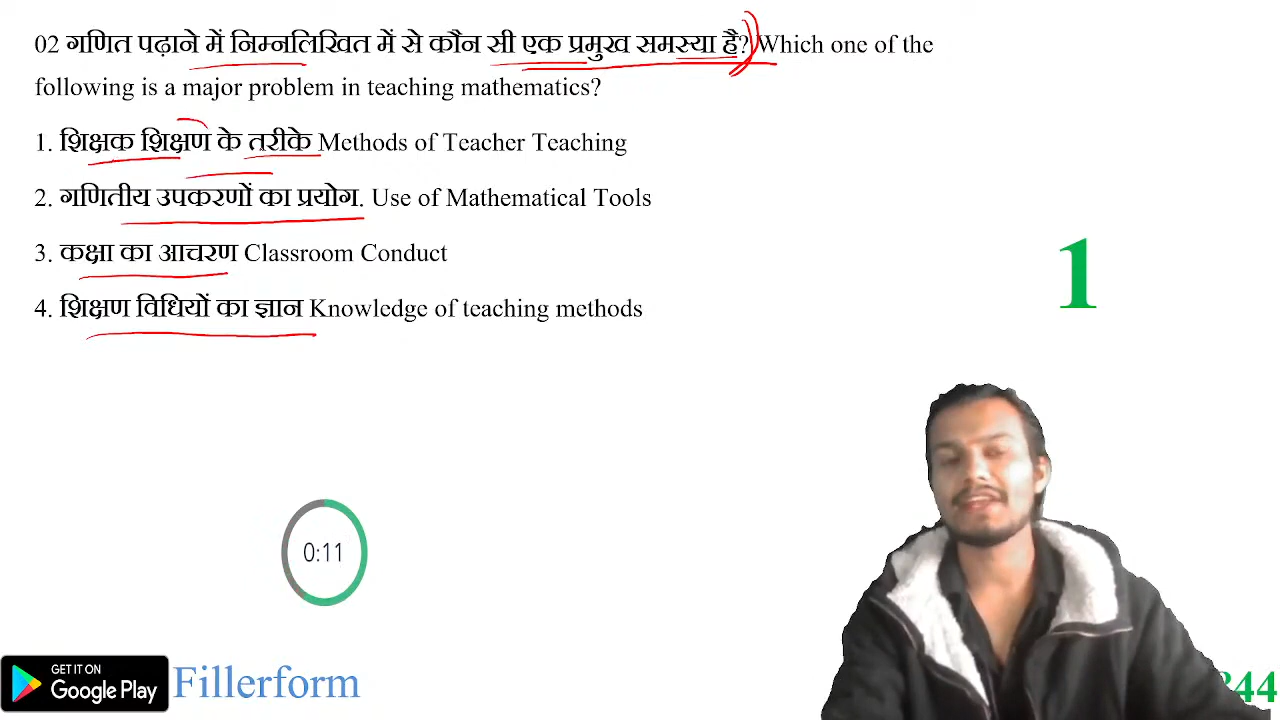 02 गणित पढ़ाने में निम्नलिखित में से कौन सी एक प्रमुख समस्या है? Which one of the
following is a major problem in teaching mathematics?
1. शिक्षक शिक्षण के तरीके Methods of Teacher Teaching
2. गणितीय उपकरणों का प्रयोग. Use of Mathematical Tools
3. कक्षा का आचरण Classroom Conduct
1
4. शिक्षण विधियों का ज्ञान Knowledge of teaching methods
0:11
GET IT ON
Google Play
Fillerform